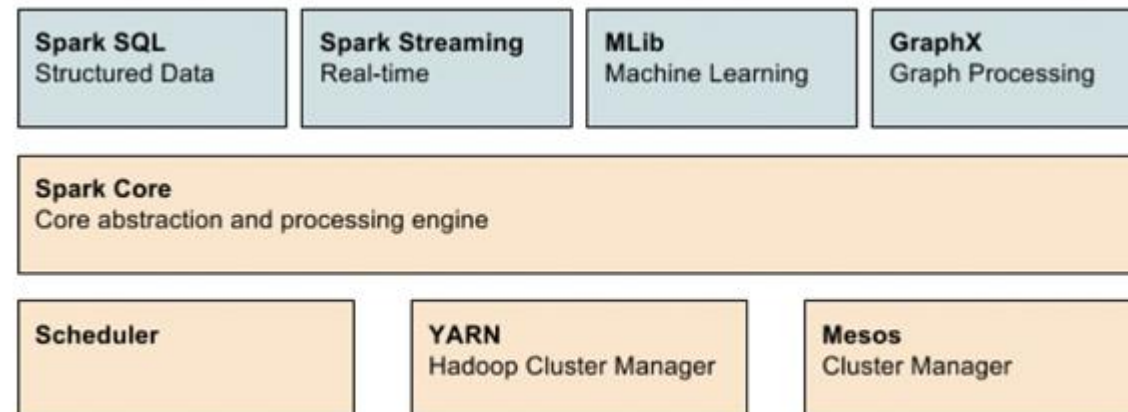 Spark SQL
Structured Data
Spark Streaming
Real-time
MLib
Machine Learning
GraphX
Graph Processing
Spark Core
Core abstraction and processing engine
Scheduler
YARN
Hadoop Cluster Manager
Mesos
Cluster Manager